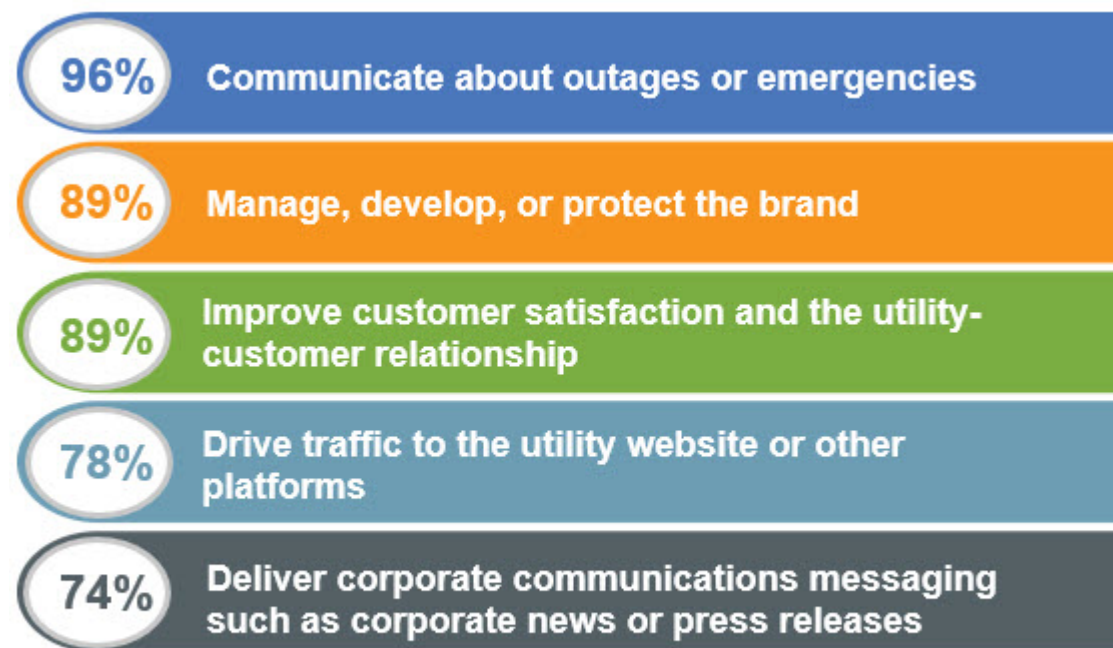 96%
Communicate about outages or emergencies
89%
Manage, develop, or protect the brand
89%
Improve customer satisfaction and the utility-
customer relationship
78%
Drive traffic to the utility website or other
platforms
74%
Deliver corporate communications messaging
such as corporate news or press releases